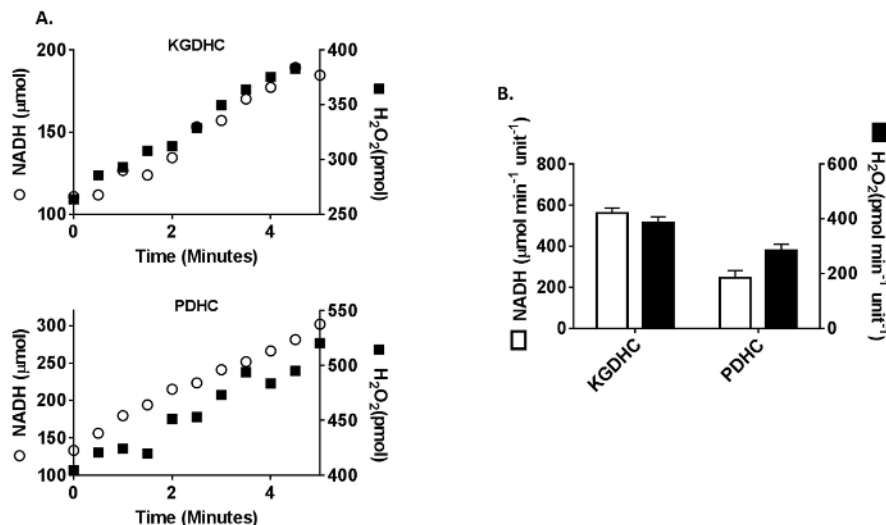 A.
KGDHC
200
150
100
○ NADH (μmol)
400
350
300
250
■ H₂O₂(pmol)
0 2 4
Time (Minutes)
PDHC
300
250
200
150
100
○ NADH (μmol)
550
500
450
400
■ H₂O₂(pmol)
0 2 4
Time (Minutes)
B.
800
600
400
200
0
□ NADH (μmol min⁻¹ unit⁻¹)
600
400
200
0
■ H₂O₂(pmol min⁻¹ unit⁻¹)
KGDHC
PDHC